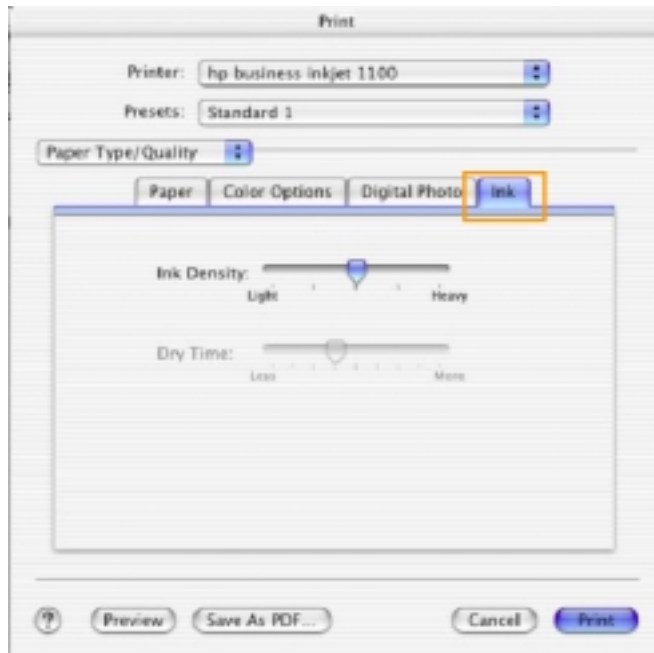 Print
Printer: hp business inkjet 1100
Presets: Standard 1
Paper Type/Quality
Paper Color Options Digital Photo Ink
Ink Density:
Light Heavy
Dry Time:
Less More
? Preview Save As PDF... Cancel Print